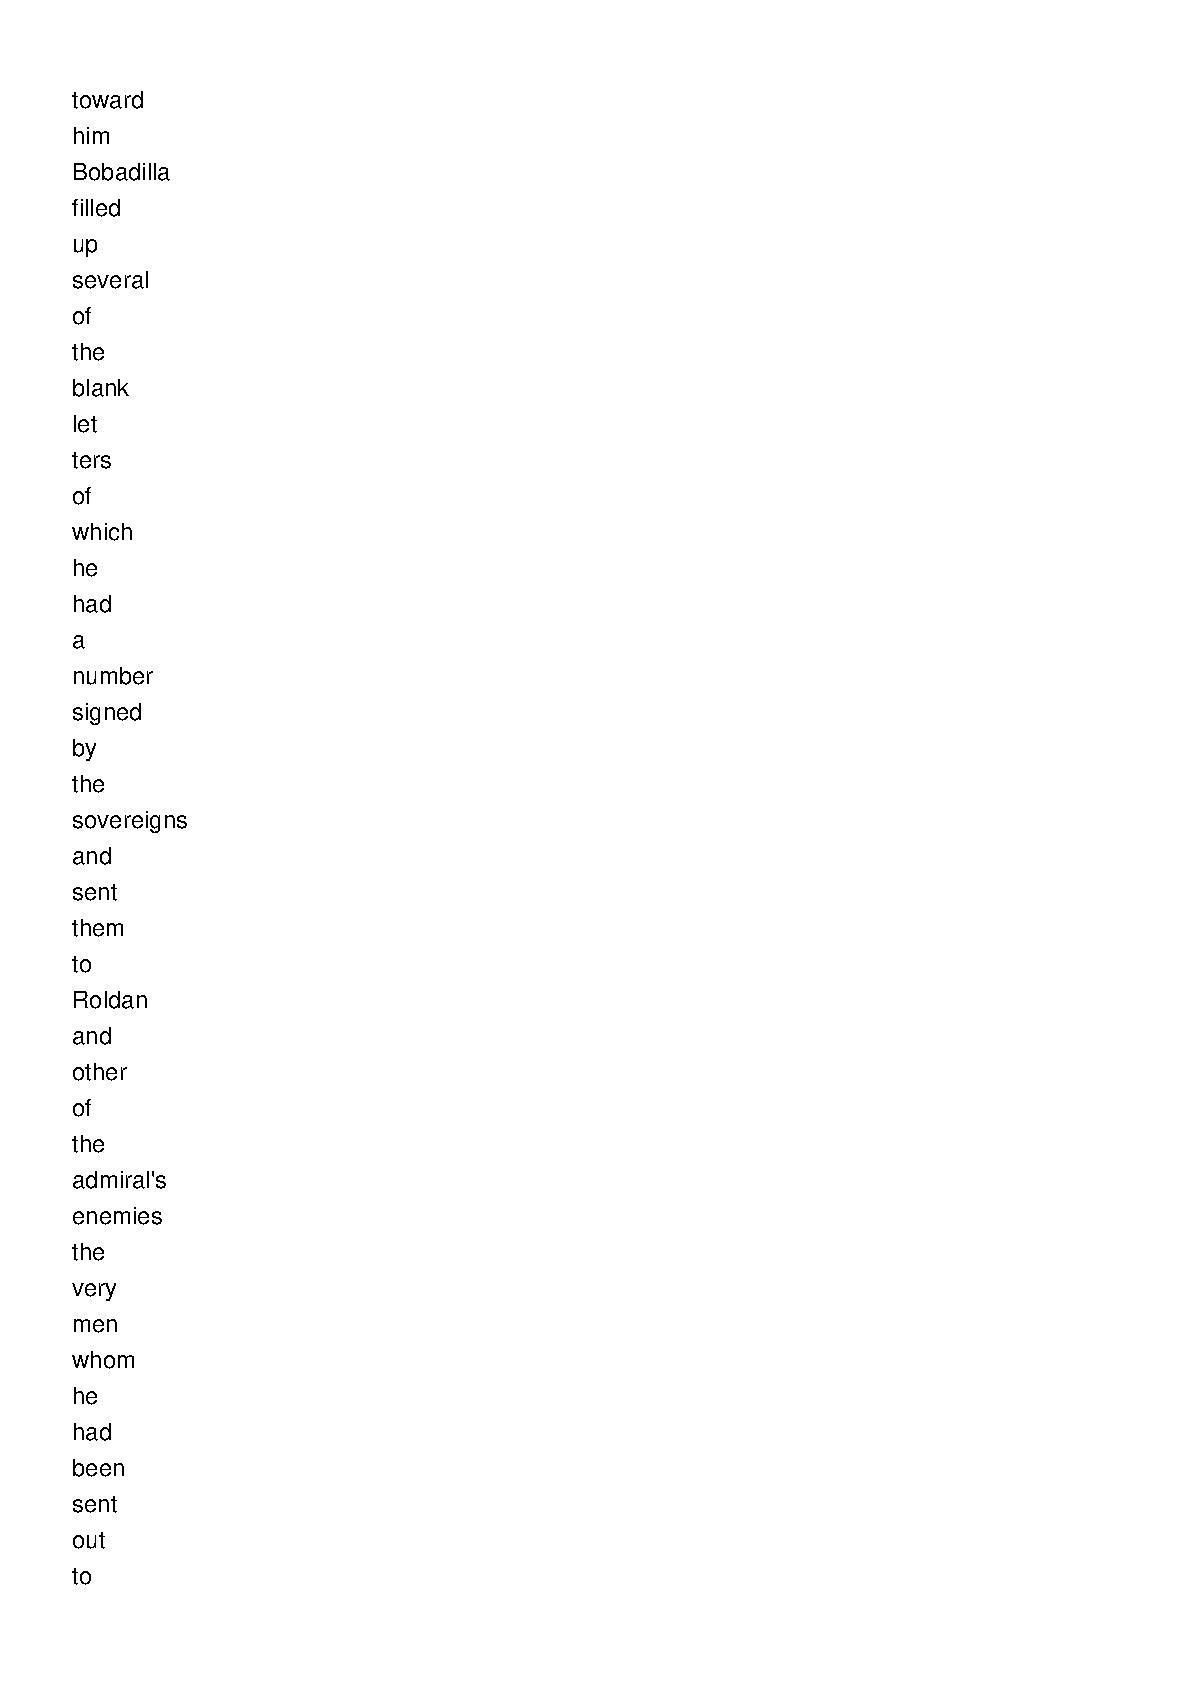 toward
him
Bobadilla
filled
up
several
of
the
blank
let
ters
of
which
he
had
a
number
signed
by
the
sovereigns
and
sent
them
to
Roldan
and
other
of
the
admiral's
enemies
the
very
men
whom
he
had
been
sent
out
to